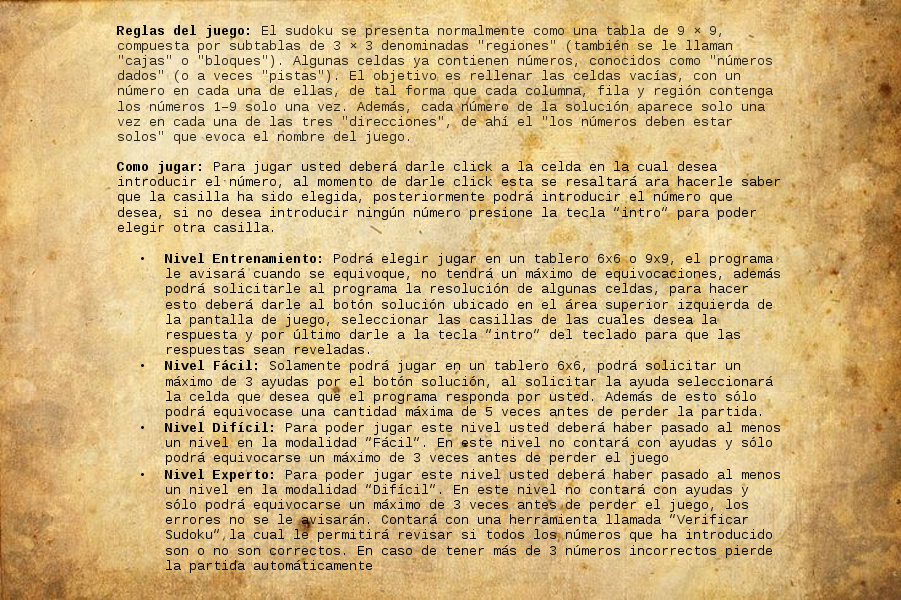 Reglas del juego: El sudoku se presenta normalmente como una tabla de 9 × 9,
compuesta por subtablas de 3 × 3 denominadas "regiones" (también se le llaman
"cajas" o "bloques"). Algunas celdas ya contienen números, conocidos como "números
dados" (o a veces "pistas"). El objetivo es rellenar las celdas vacías, con un
número en cada una de ellas, de tal forma que cada columna, fila y región contenga
los números 1–9 solo una vez. Además, cada número de la solución aparece solo una
vez en cada una de las tres "direcciones", de ahí el "los números deben estar
solos" que evoca el nombre del juego.
Como jugar: Para jugar usted deberá darle click a la celda en la cual desea
introducir el número, al momento de darle click esta se resaltará ara hacerle saber
que la casilla ha sido elegida, posteriormente podrá introducir el número que
desea, si no desea introducir ningún número presione la tecla “intro” para poder
elegir otra casilla.
• Nivel Entrenamiento: Podrá elegir jugar en un tablero 6x6 o 9x9, el programa
le avisará cuando se equivoque, no tendrá un máximo de equivocaciones, además
podrá solicitarle al programa la resolución de algunas celdas, para hacer
esto deberá darle al botón solución ubicado en el área superior izquierda de
la pantalla de juego, seleccionar las casillas de las cuales desea la
respuesta y por último darle a la tecla “intro” del teclado para que las
respuestas sean reveladas.
• Nivel Fácil: Solamente podrá jugar en un tablero 6x6, podrá solicitar un
máximo de 3 ayudas por el botón solución, al solicitar la ayuda seleccionará
la celda que desea que el programa responda por usted. Además de esto sólo
podrá equivocase una cantidad máxima de 5 veces antes de perder la partida.
• Nivel Difícil: Para poder jugar este nivel usted deberá haber pasado al menos
un nivel en la modalidad “Fácil”. En este nivel no contará con ayudas y sólo
podrá equivocarse un máximo de 3 veces antes de perder el juego
• Nivel Experto: Para poder jugar este nivel usted deberá haber pasado al menos
un nivel en la modalidad “Difícil”. En este nivel no contará con ayudas y
sólo podrá equivocarse un máximo de 3 veces antes de perder el juego, los
errores no se le avisarán. Contará con una herramienta llamada “Verificar
Sudoku”,la cual le permitirá revisar si todos los números que ha introducido
son o no son correctos. En caso de tener más de 3 números incorrectos pierde
la partida automáticamente